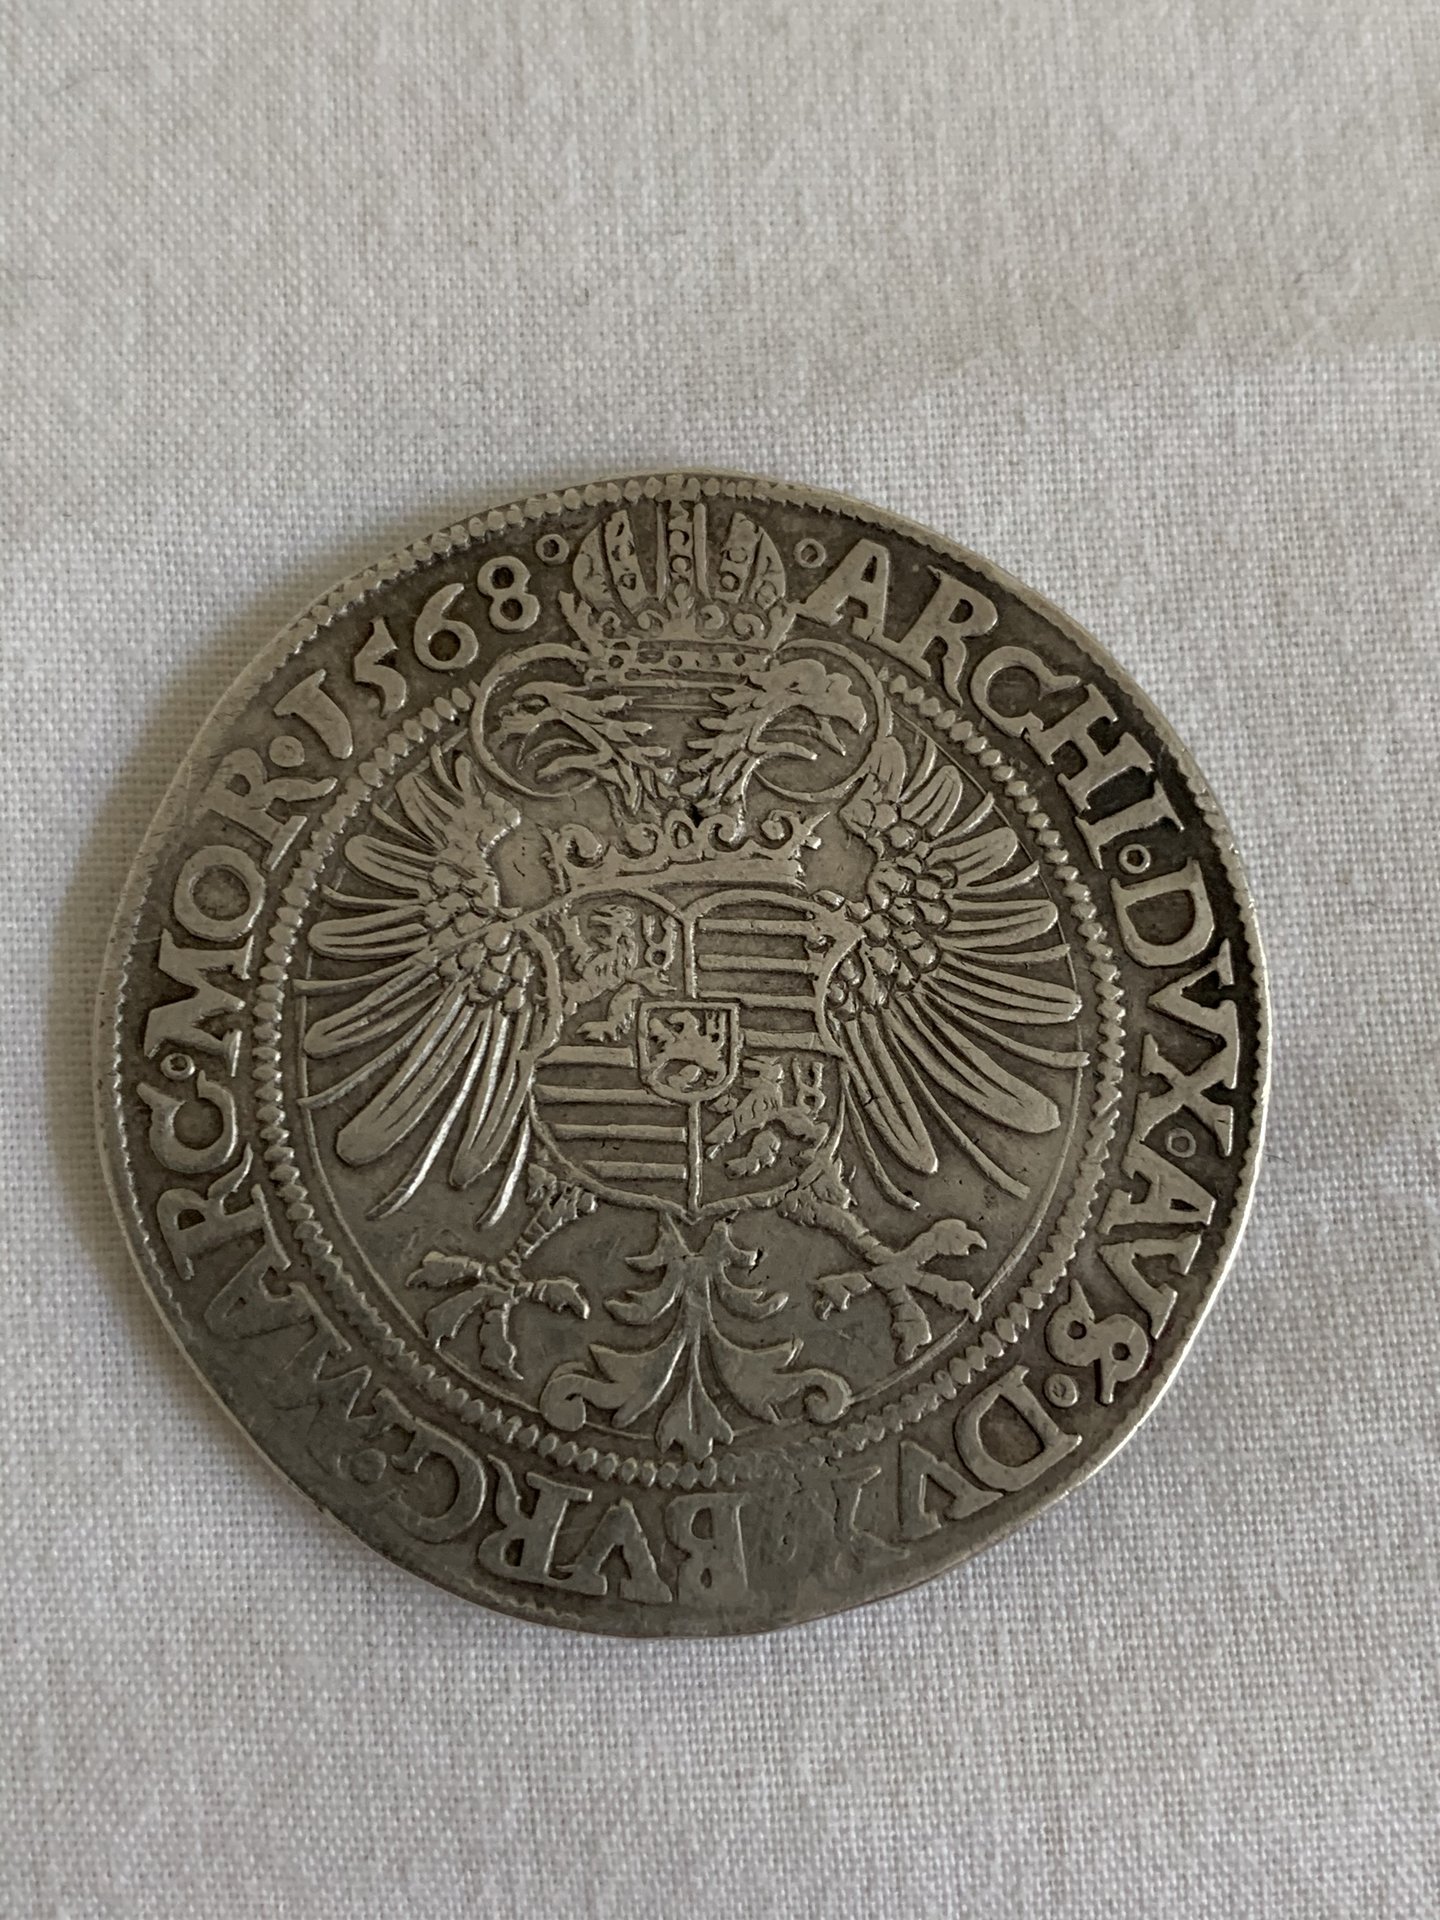 ARCHI · DVX · AVS · DVX · BVRG · MARC · MOR · 1568